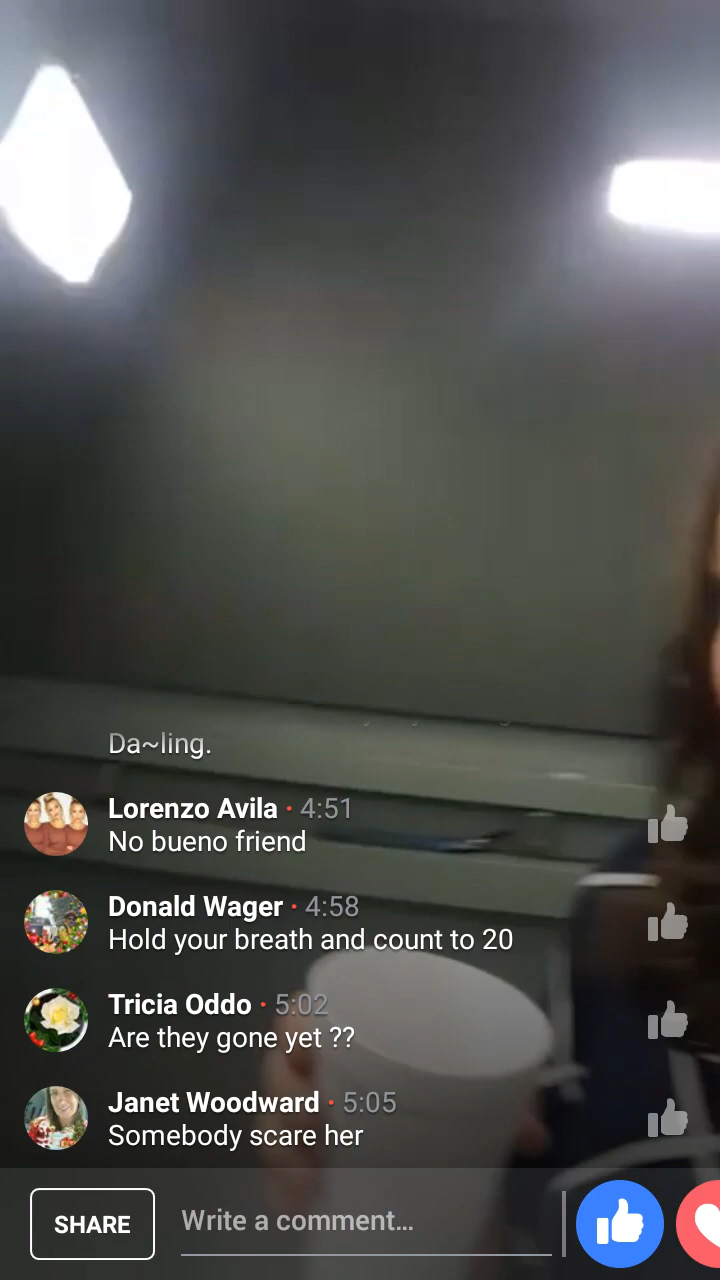 Da~ling.
Lorenzo Avila • 4:51
No bueno friend
Donald Wager • 4:58
Hold your breath and count to 20
Tricia Oddo • 5:02
Are they gone yet ??
Janet Woodward • 5:05
Somebody scare her
SHARE
Write a comment...